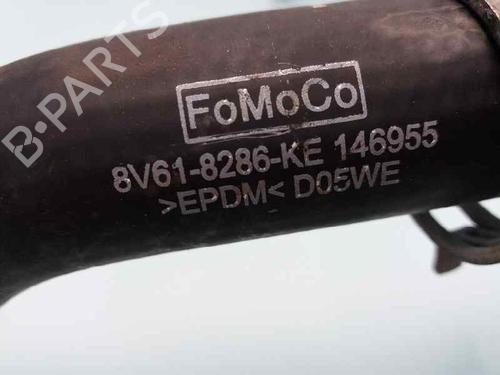 FoMoCo
8V61-8286-KE 146955
>EPDM< D05WE
B-PARTS